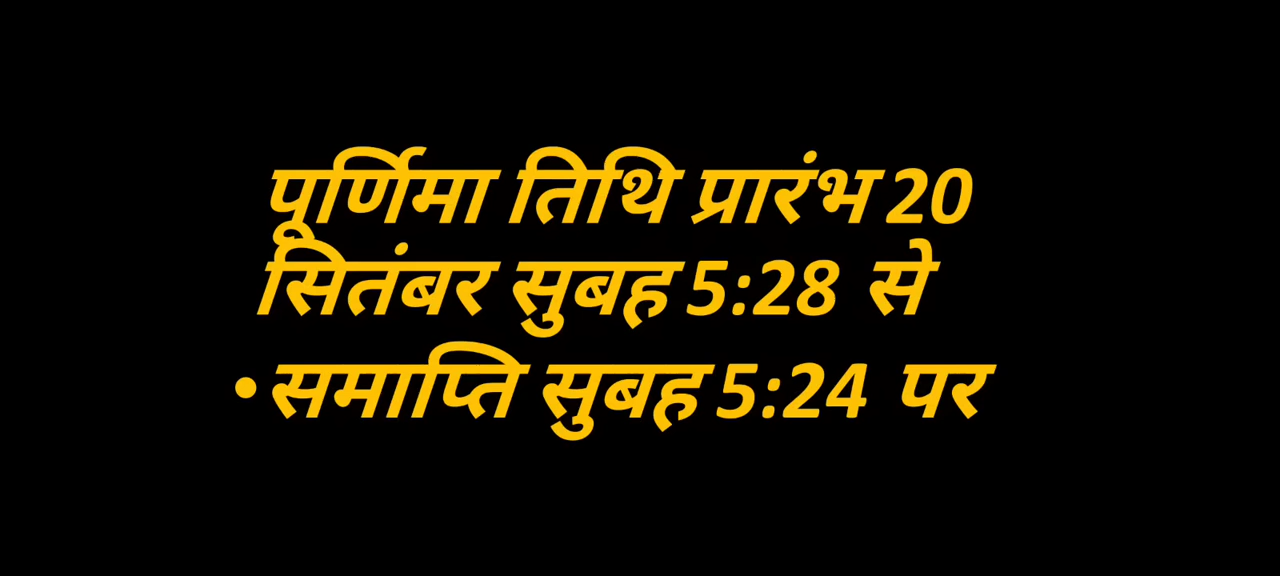 पूर्णिमा तिथि प्रारंभ 20
सितंबर सुबह 5:28 से
•समाप्ति सुबह 5:24 पर